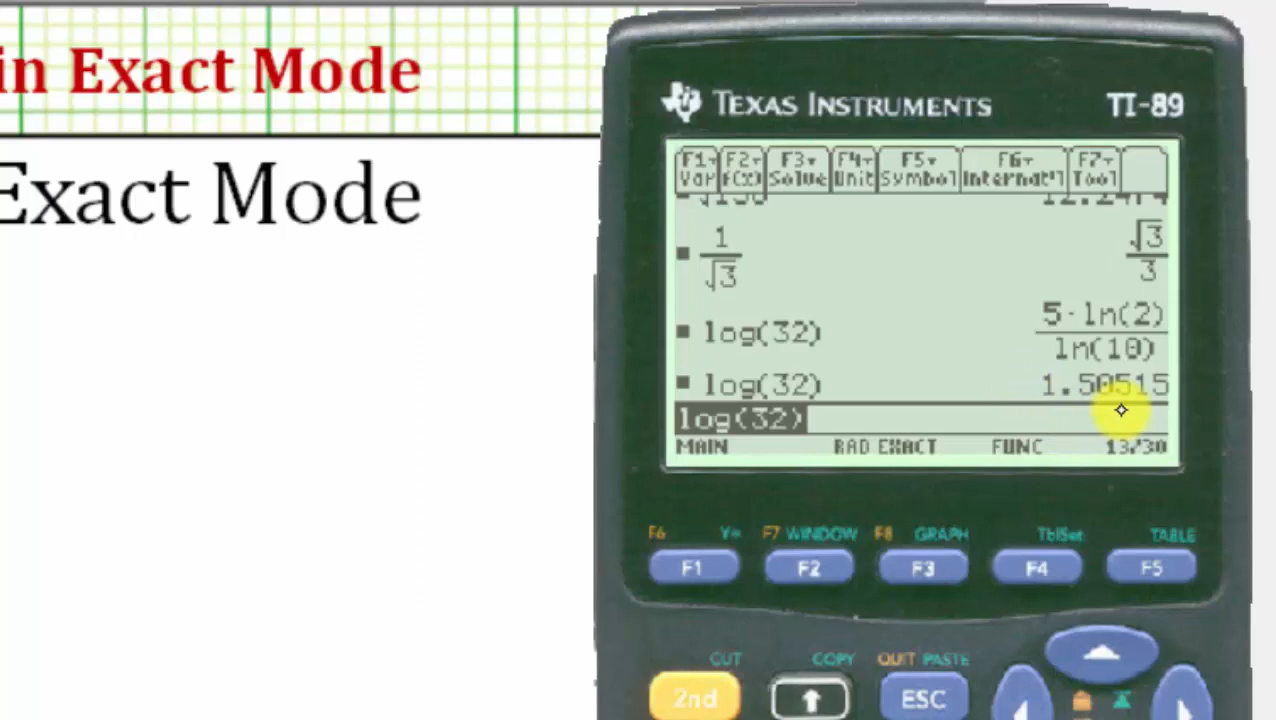 in Exact Mode
Exact Mode
TEXAS INSTRUMENTS TI-89
F1▾ F2▾ F3▾ F4▾ F5▾ F6▾ F7▾
Var f(x) Solve Unit Symbol Internat'l Tool
▪ √150 12.2474
▪ 1/√3 √3/3
▪ log(32) 5·ln(2)/ln(10)
▪ log(32) 1.50515
log(32)
MAIN RAD EXACT FUNC 13/30
F6 Y= F7 WINDOW F8 GRAPH TblSet TABLE
F1 F2 F3 F4 F5
CUT COPY QUIT PASTE
2nd ESC